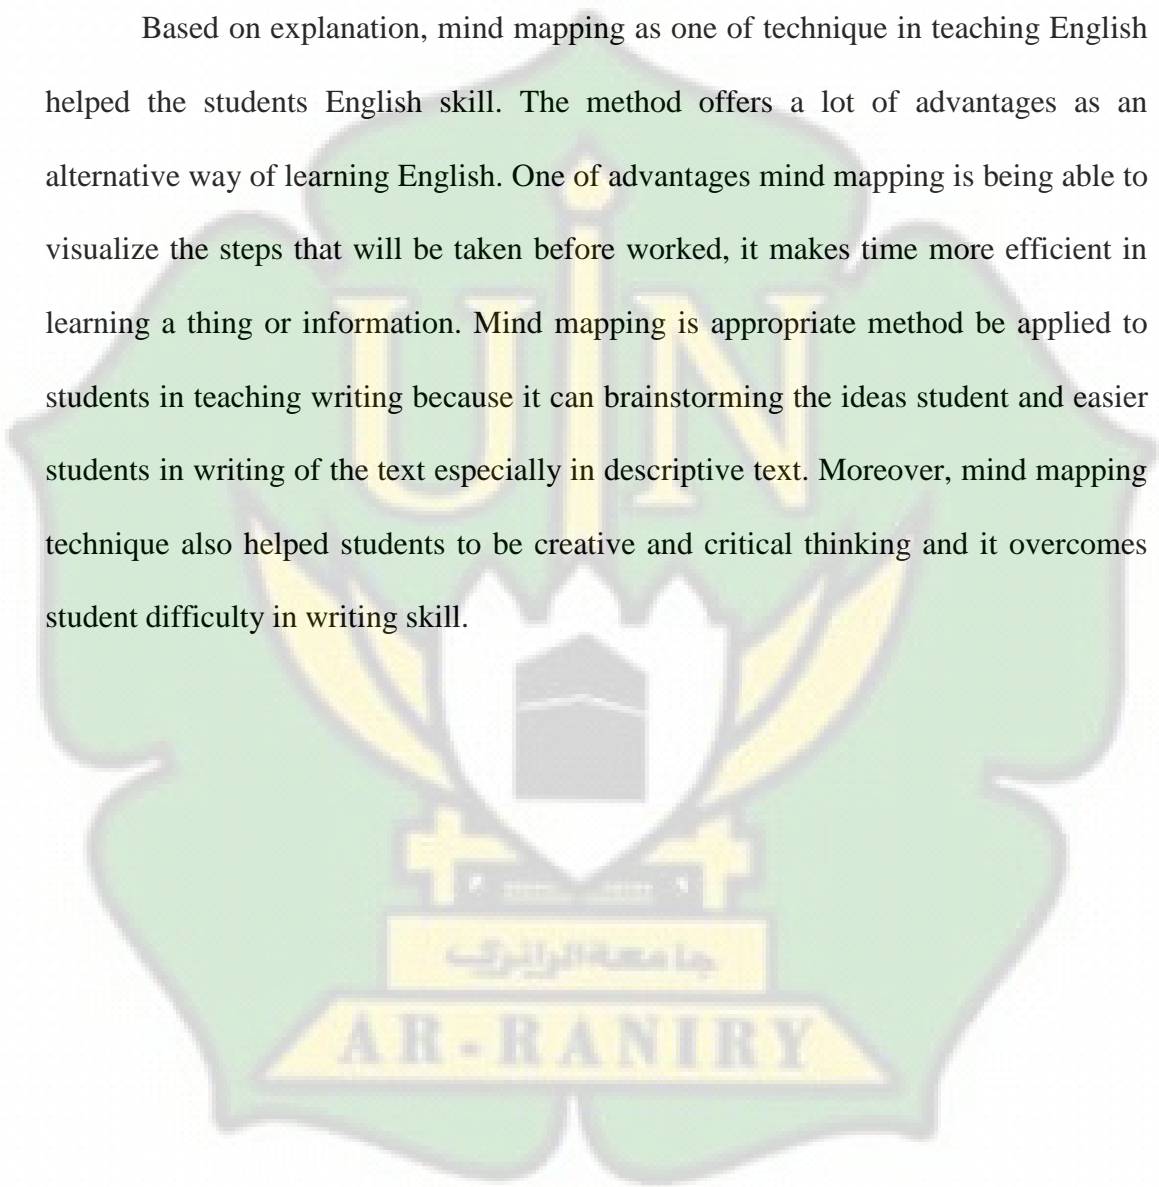 Based on explanation, mind mapping as one of technique in teaching English
helped the students English skill. The method offers a lot of advantages as an
alternative way of learning English. One of advantages mind mapping is being able to
visualize the steps that will be taken before worked, it makes time more efficient in
learning a thing or information. Mind mapping is appropriate method be applied to
students in teaching writing because it can brainstorming the ideas student and easier
students in writing of the text especially in descriptive text. Moreover, mind mapping
technique also helped students to be creative and critical thinking and it overcomes
student difficulty in writing skill.
UIN
جامعة الرانري
AR-RANIRY